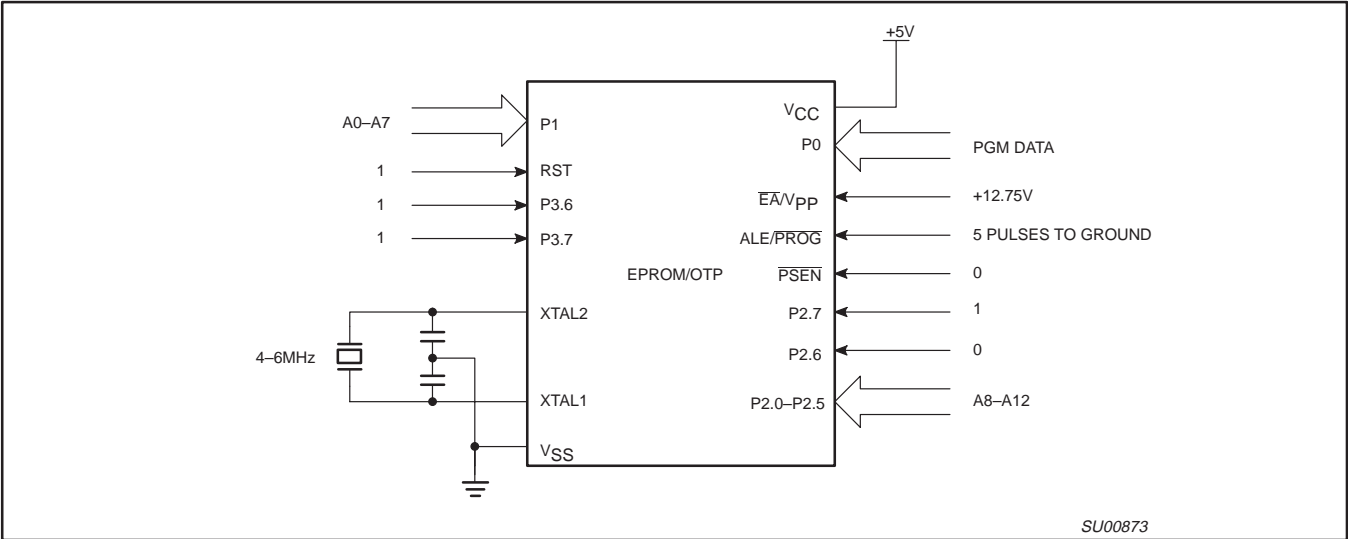 +5V
A0–A7
P1
VCC
P0
PGM DATA
1
RST
1
P3.6
EA/VPP
+12.75V
1
P3.7
ALE/PROG
5 PULSES TO GROUND
EPROM/OTP
PSEN
0
XTAL2
P2.7
1
4–6MHz
P2.6
0
XTAL1
P2.0–P2.5
A8–A12
VSS
SU00873